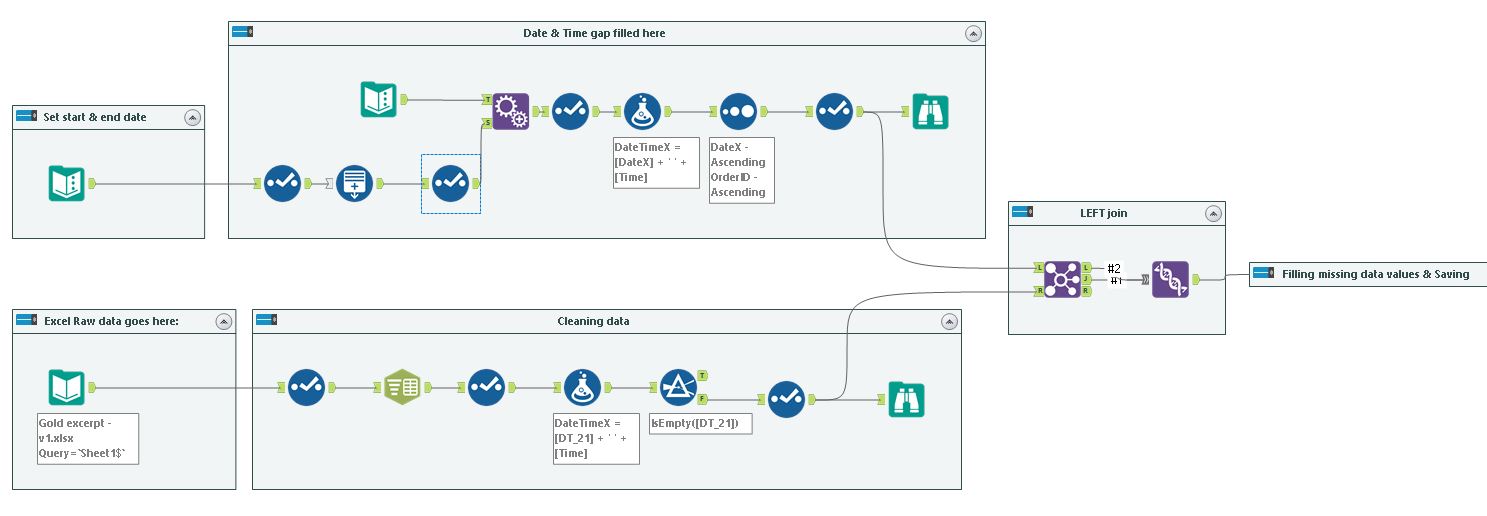 Date & Time gap filled here
Set start & end date
T
S
DateTimeX =
[DateX] + ' ' +
[Time]
DateX -
Ascending
OrderID -
Ascending
LEFT join
L
R
L
J
R
#2
#1
Filling missing data values & Saving
Excel Raw data goes here:
Cleaning data
Gold excerpt -
v1.xlsx
Query=`Sheet1$`
DateTimeX =
[DT_21] + ' ' +
[Time]
T
F
IsEmpty([DT_21])